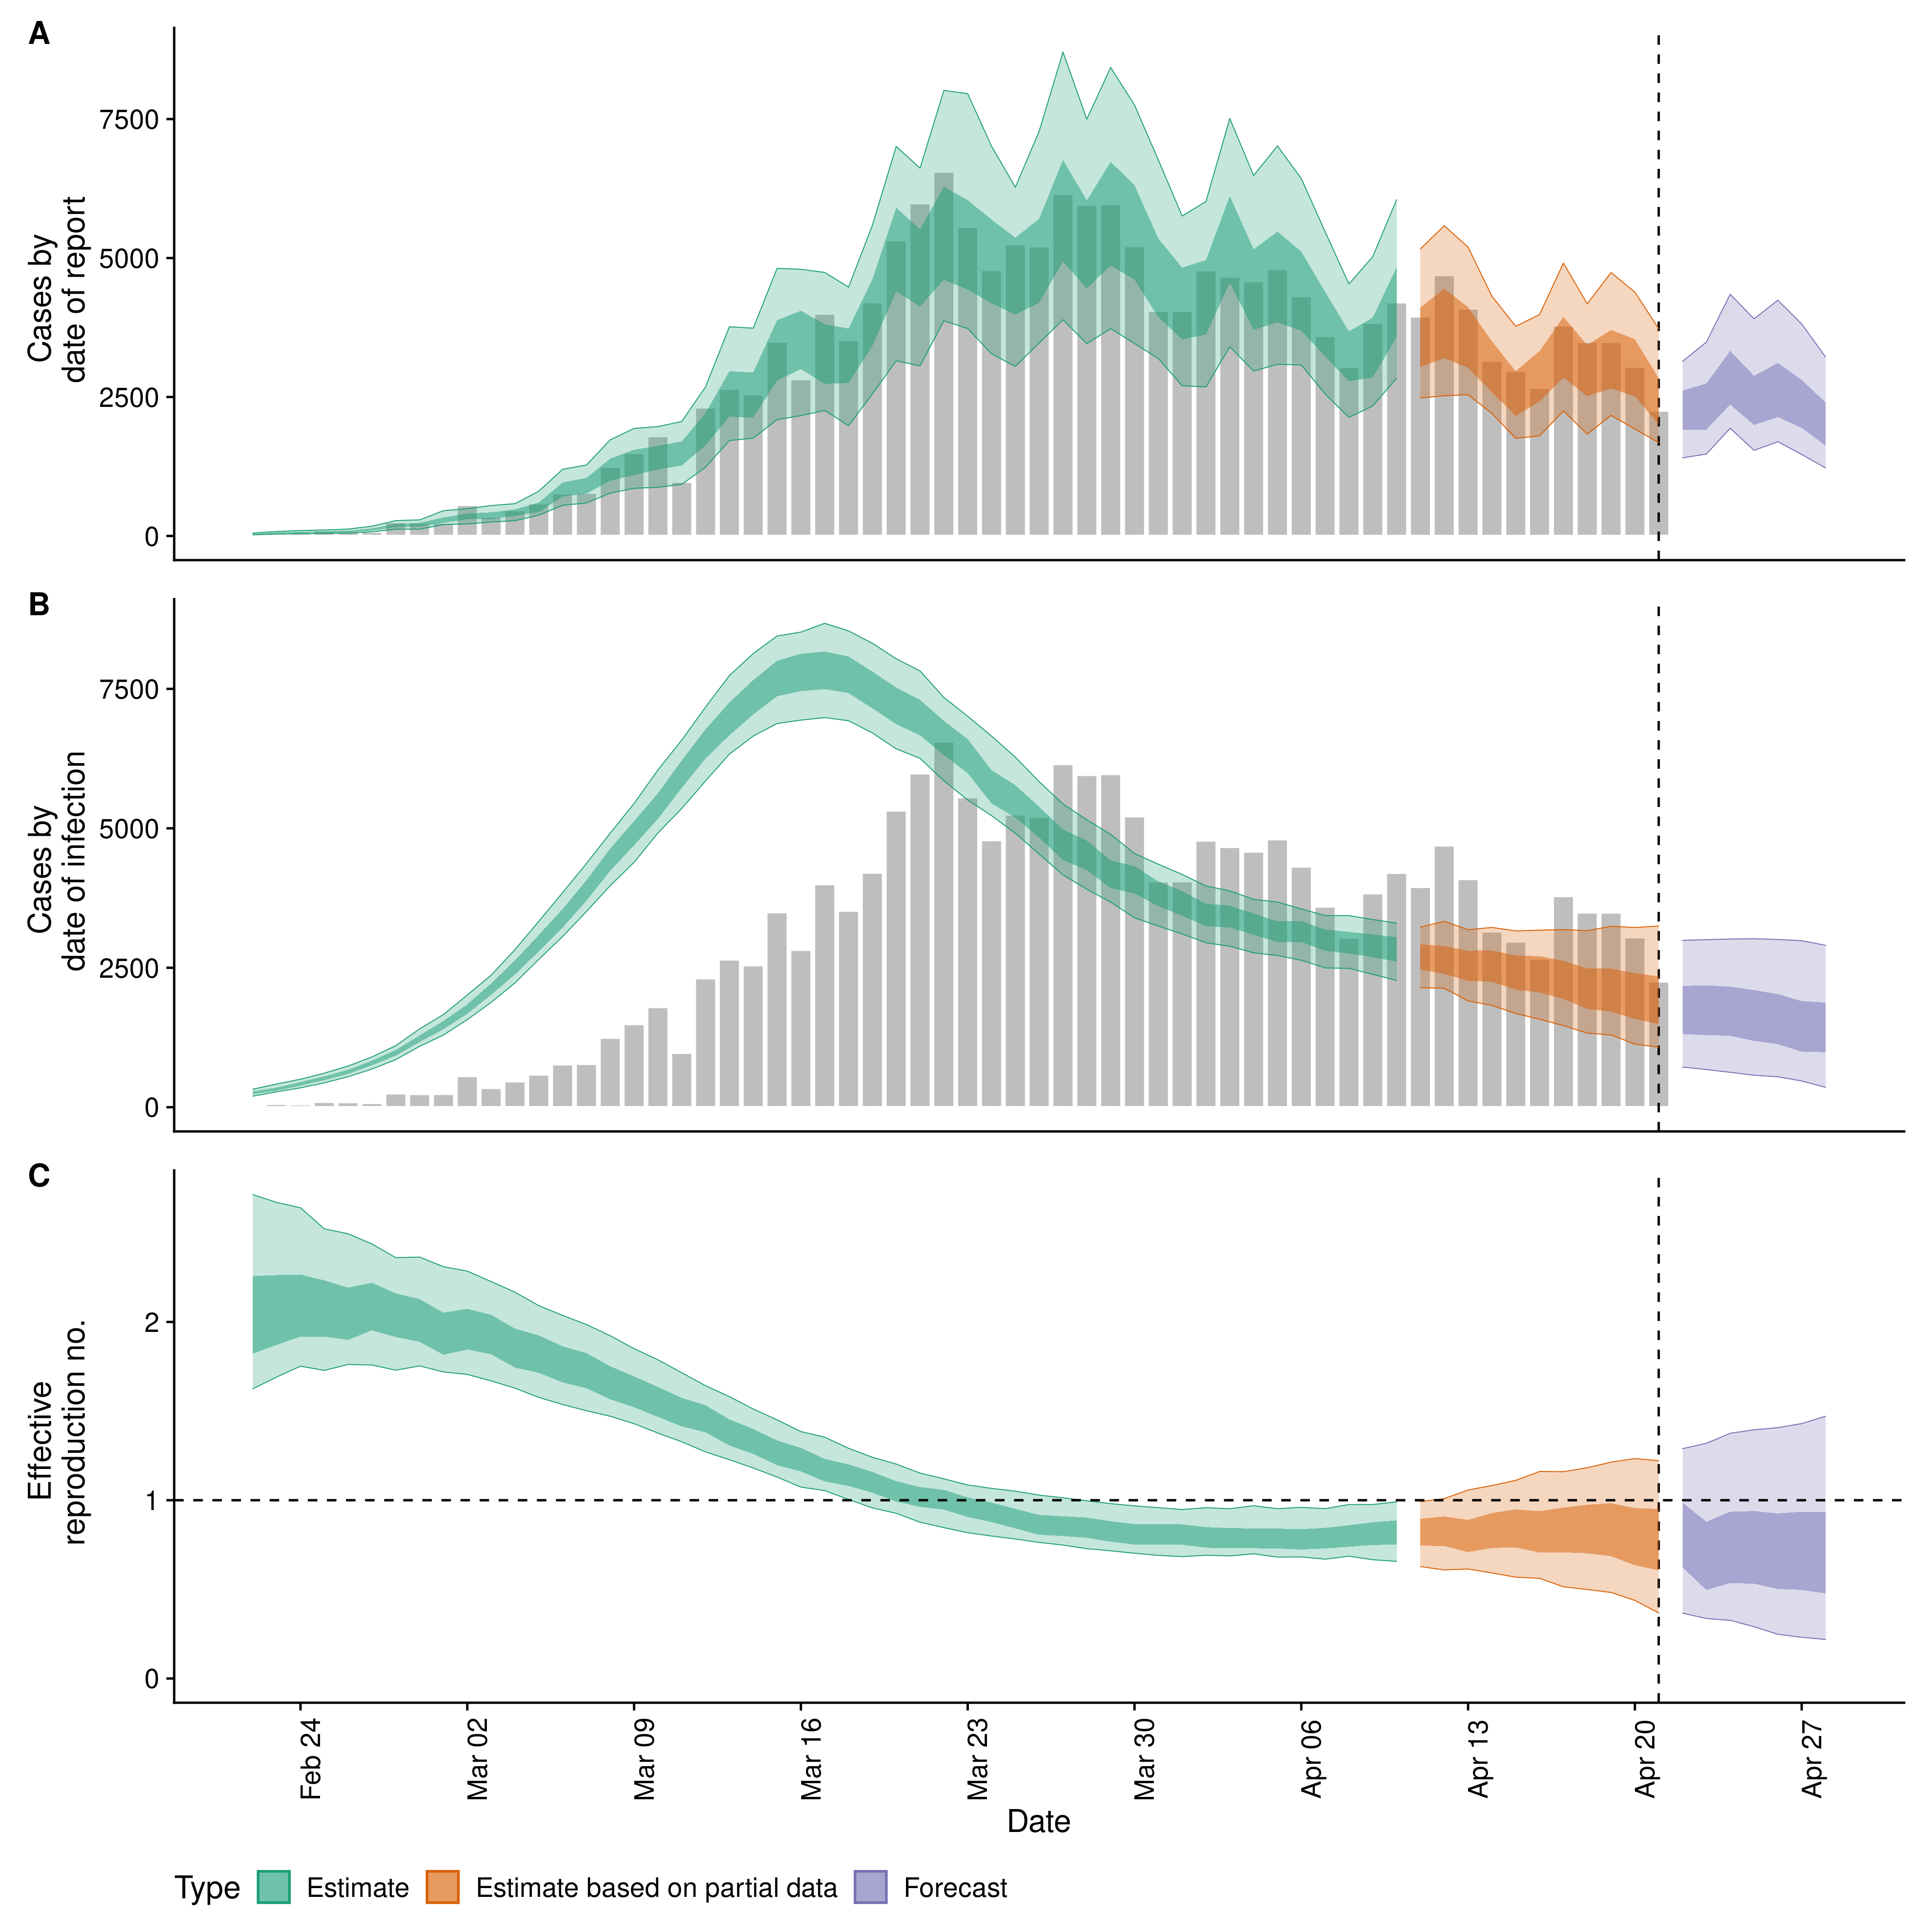 A
Cases by
date of report
7500
5000
2500
0
B
Cases by
date of infection
7500
5000
2500
0
C
Effective
reproduction no.
2
1
0
Feb 24
Mar 02
Mar 09
Mar 16
Mar 23
Mar 30
Apr 06
Apr 13
Apr 20
Apr 27
Date
Type Estimate Estimate based on partial data Forecast